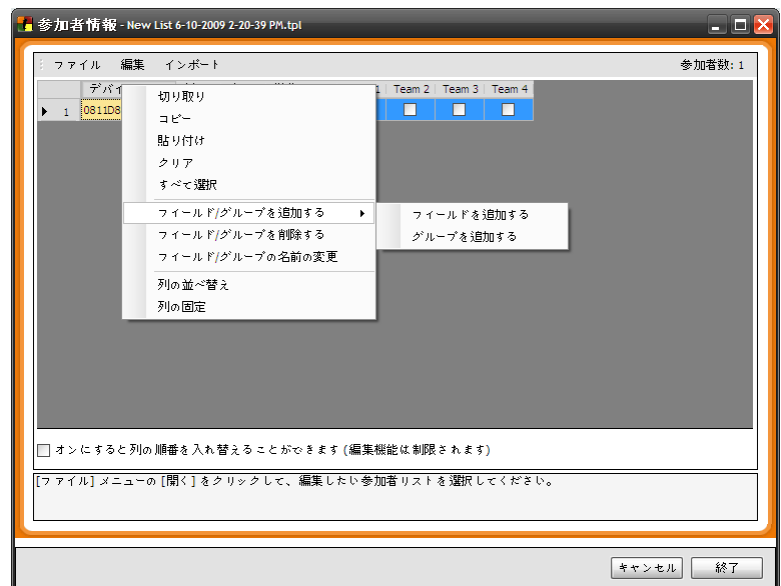 参加者情報 - New List 6-10-2009 2-20-39 PM.tpl
ファイル 編集 インポート 参加者数: 1
デバイ Team 2 Team 3 Team 4
1 0811D8
切り取り
コピー
貼り付け
クリア
すべて選択
フィールド/グループを追加する
フィールドを追加する
フィールド/グループを削除する
グループを追加する
フィールド/グループの名前の変更
列の並べ替え
列の固定
オンにすると列の順番を入れ替えることができます (編集機能は制限されます)
[ファイル] メニューの [開く] をクリックして、編集したい参加者リストを選択してください。
キャンセル 終了